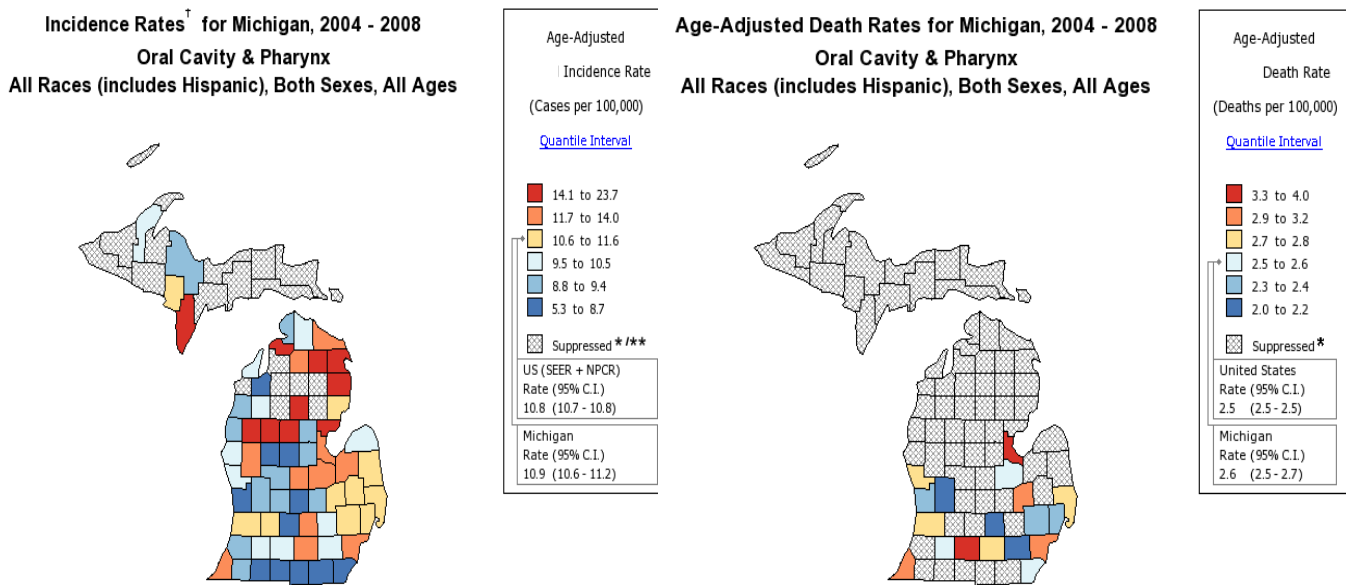 Incidence Rates† for Michigan, 2004 - 2008
Oral Cavity & Pharynx
All Races (includes Hispanic), Both Sexes, All Ages
Age-Adjusted
Incidence Rate
(Cases per 100,000)
Quantile Interval
14.1 to 23.7
11.7 to 14.0
10.6 to 11.6
9.5 to 10.5
8.8 to 9.4
5.3 to 8.7
Suppressed */**
US (SEER + NPCR)
Rate (95% C.I.)
10.8 (10.7 - 10.8)
Michigan
Rate (95% C.I.)
10.9 (10.6 - 11.2)
Age-Adjusted Death Rates for Michigan, 2004 - 2008
Oral Cavity & Pharynx
All Races (includes Hispanic), Both Sexes, All Ages
Age-Adjusted
Death Rate
(Deaths per 100,000)
Quantile Interval
3.3 to 4.0
2.9 to 3.2
2.7 to 2.8
2.5 to 2.6
2.3 to 2.4
2.0 to 2.2
Suppressed *
United States
Rate (95% C.I.)
2.5 (2.5 - 2.5)
Michigan
Rate (95% C.I.)
2.6 (2.5 - 2.7)